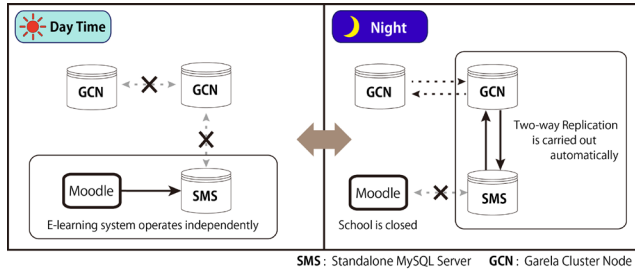 Day Time
GCN
GCN
Moodle
SMS
E-learning system operates independently
Night
GCN
GCN
Two-way Replication
is carried out
automatically
Moodle
SMS
School is closed
SMS : Standalone MySQL Server GCN : Garela Cluster Node